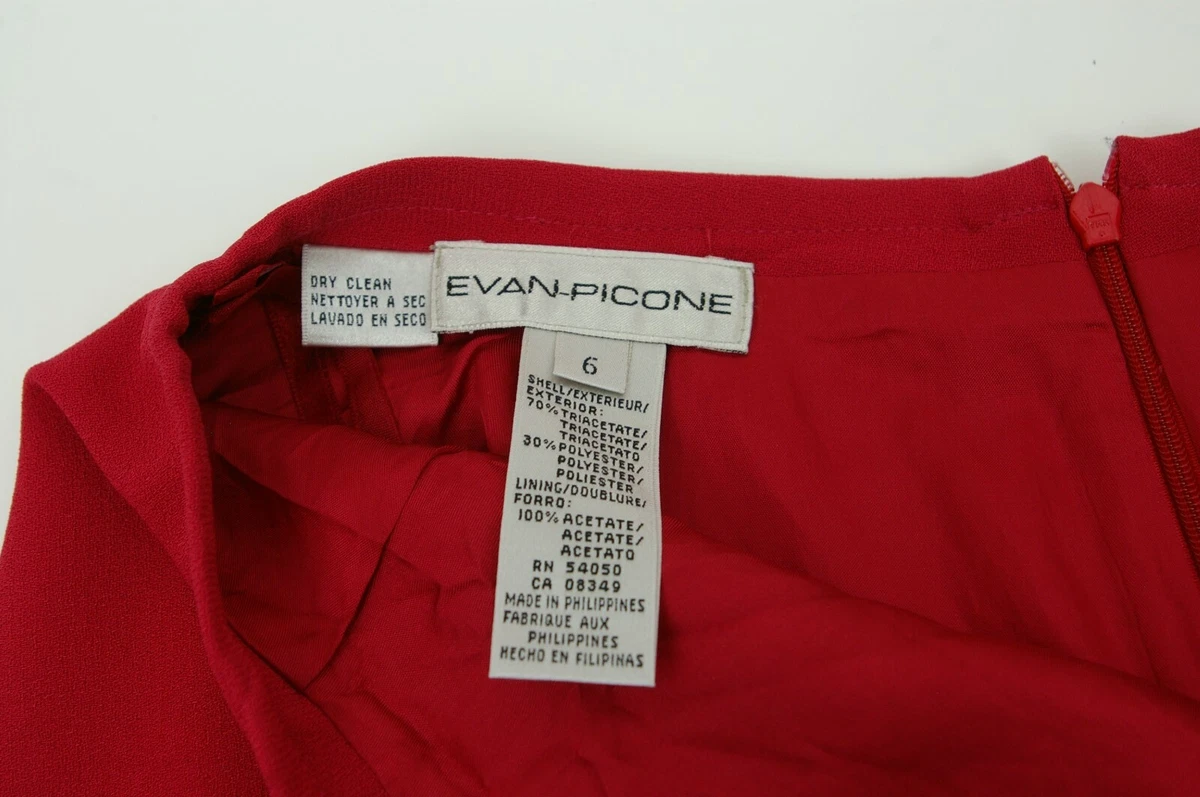 DRY CLEAN
NETTOYER A SEC
LAVADO EN SECO
EVAN-PICONE
6
SHELL/EXTERIEUR/
EXTERIOR:
70% TRIACETATE/
TRIACETATE/
TRIACETATO
30% POLYESTER/
POLYESTER/
POLIESTER
LINING/DOUBLURE/
FORRO:
100% ACETATE/
ACETATE/
ACETATO
RN 54050
CA 08349
MADE IN PHILIPPINES
FABRIQUE AUX
PHILIPPINES
HECHO EN FILIPINAS